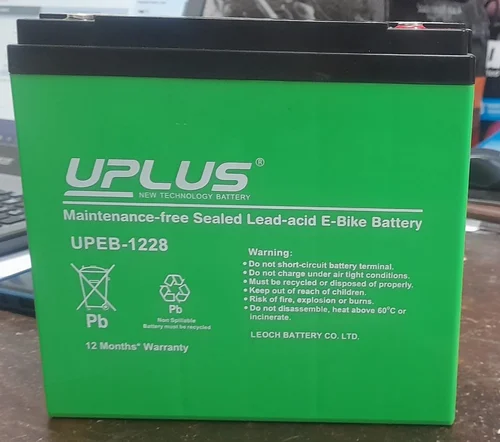 UPLUS®
NEW TECHNOLOGY BATTERY
Maintenance-free Sealed Lead-acid E-Bike Battery
UPEB-1228
Pb
Pb
Non Spillable
Battery must be recycled
12 Months* Warranty
Warning:
• Do not short-circuit battery terminal.
• Do not charge under air tight conditions.
• Must be recycled or disposed of properly.
• Keep out of reach of children.
• Risk of fire, explosion or burns.
• Do not disassemble, heat above 60°C or
incinerate.
LEOCH BATTERY CO. LTD.